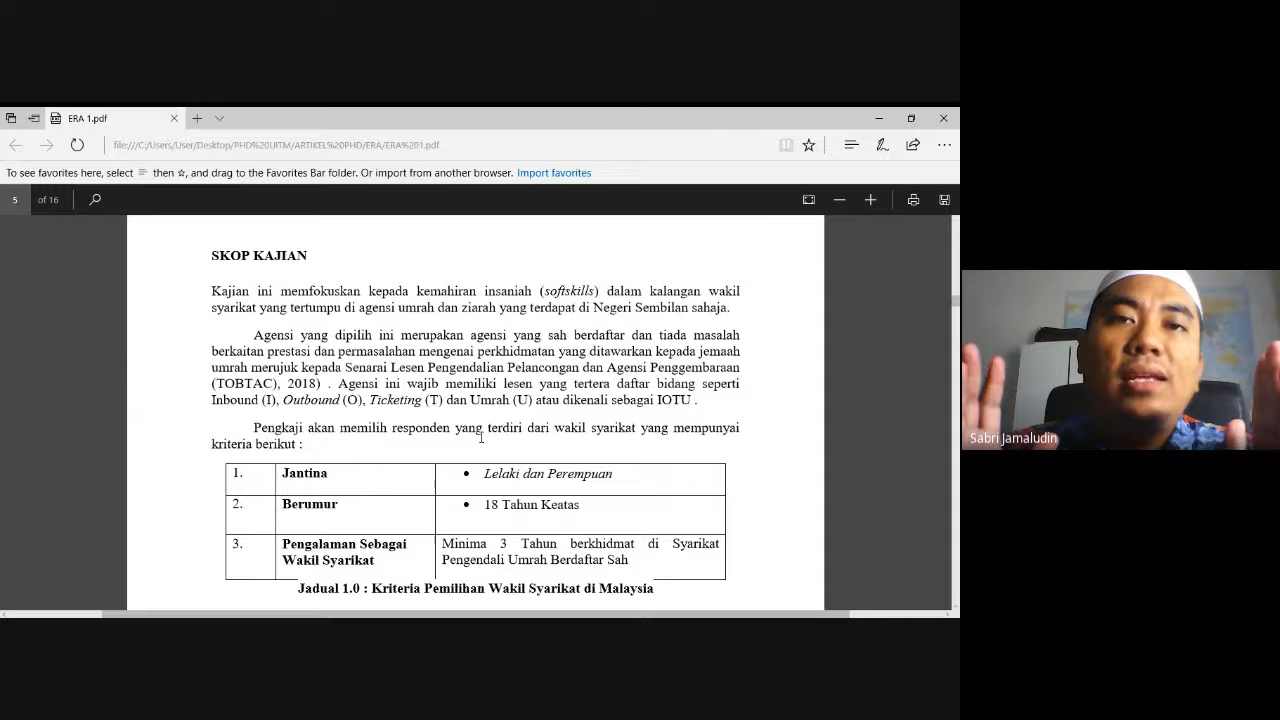 ERA 1.pdf
file:///C:/Users/User/Desktop/PHD%20UITM/ARTIKEL%20PHD/ERA/ERA%201.pdf
To see favorites here, select then ☆, and drag to the Favorites Bar folder. Or import from another browser. Import favorites
5 of 16
SKOP KAJIAN
Kajian ini memfokuskan kepada kemahiran insaniah (softskills) dalam kalangan wakil
syarikat yang tertumpu di agensi umrah dan ziarah yang terdapat di Negeri Sembilan sahaja.
Agensi yang dipilih ini merupakan agensi yang sah berdaftar dan tiada masalah
berkaitan prestasi dan permasalahan mengenai perkhidmatan yang ditawarkan kepada jemaah
umrah merujuk kepada Senarai Lesen Pengendalian Pelancongan dan Agensi Penggembaraan
(TOBTAC), 2018) . Agensi ini wajib memiliki lesen yang tertera daftar bidang seperti
Inbound (I), Outbound (O), Ticketing (T) dan Umrah (U) atau dikenali sebagai IOTU .
Pengkaji akan memilih responden yang terdiri dari wakil syarikat yang mempunyai
kriteria berikut :
1. Jantina • Lelaki dan Perempuan
2. Berumur • 18 Tahun Keatas
3. Pengalaman Sebagai Minima 3 Tahun berkhidmat di Syarikat
Wakil Syarikat Pengendali Umrah Berdaftar Sah
Jadual 1.0 : Kriteria Pemilihan Wakil Syarikat di Malaysia
Sabri Jamaludin